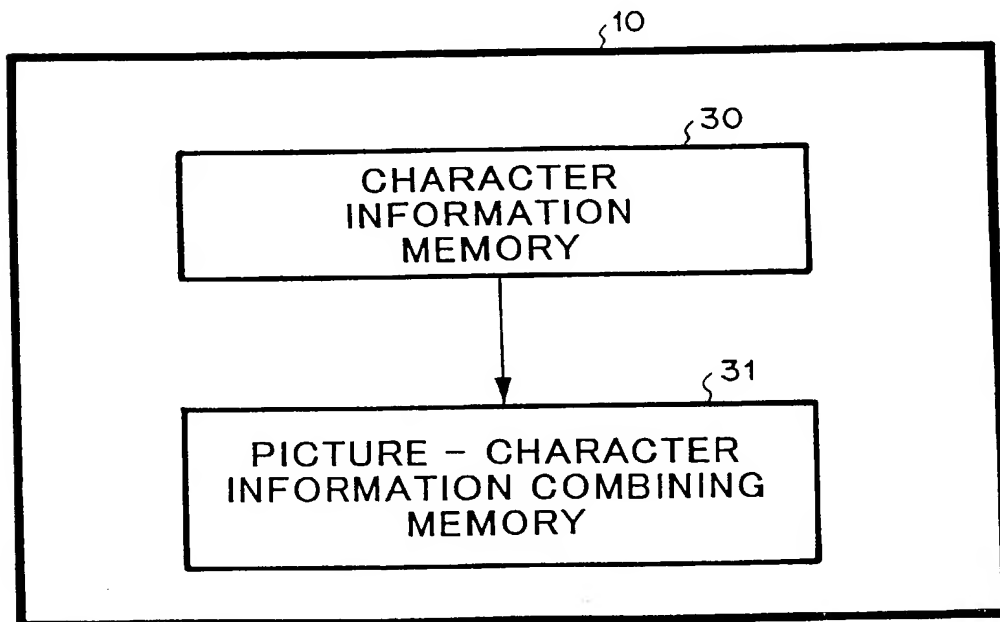 10
30
CHARACTER
INFORMATION
MEMORY
31
PICTURE – CHARACTER
INFORMATION COMBINING
MEMORY